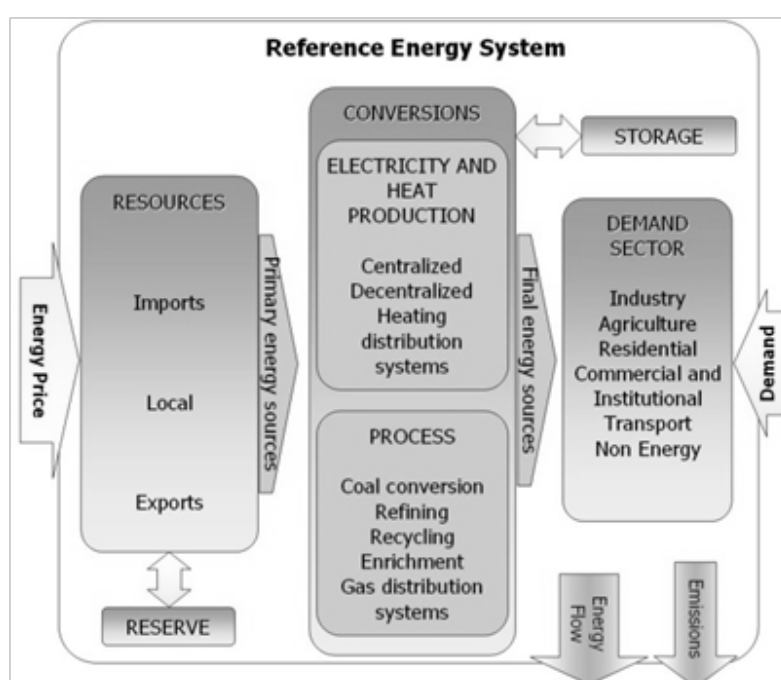 Reference Energy System
Energy Price
RESOURCES
Imports
Local
Exports
RESERVE
Primary energy sources
CONVERSIONS
ELECTRICITY AND
HEAT
PRODUCTION
Centralized
Decentralized
Heating
distribution
systems
PROCESS
Coal conversion
Refining
Recycling
Enrichment
Gas distribution
systems
STORAGE
Final energy sources
DEMAND
SECTOR
Industry
Agriculture
Residential
Commercial and
Institutional
Transport
Non Energy
Demand
Energy
Flow
Emissions